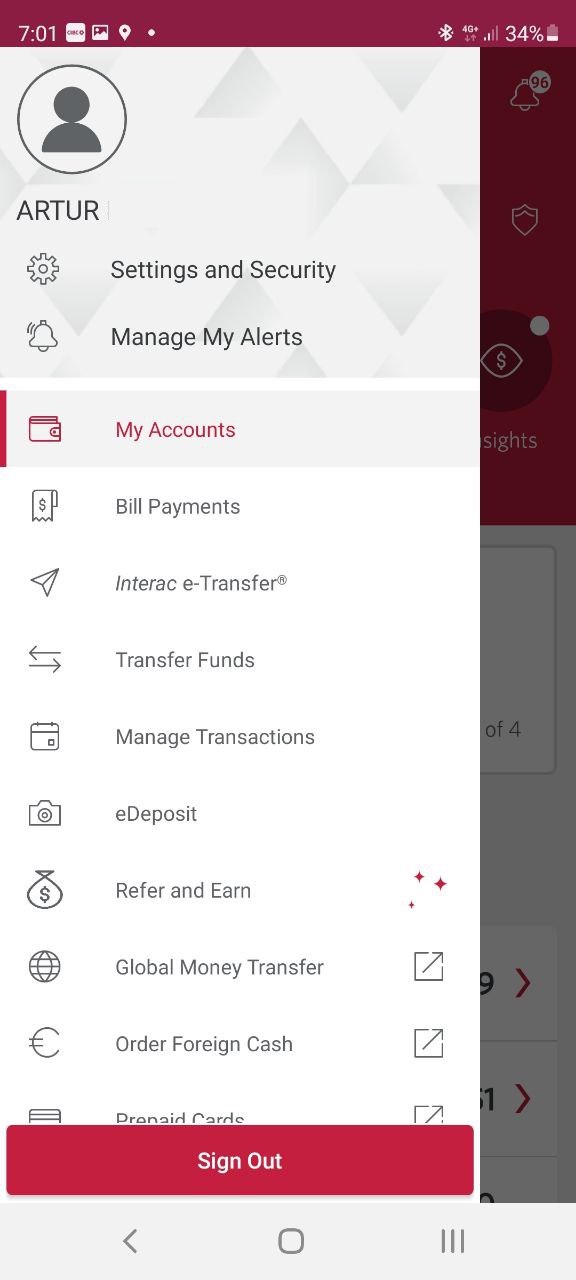 7:01 CIBC 4G+ 34%
96
ARTUR
Settings and Security
Manage My Alerts
My Accounts
sights
Bill Payments
Interac e-Transfer®
Transfer Funds
of 4
Manage Transactions
eDeposit
Refer and Earn
Global Money Transfer
9
Order Foreign Cash
51
Prepaid Cards
Sign Out